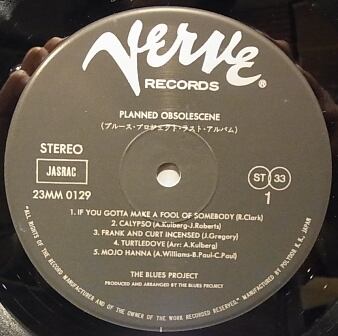 Verve
RECORDS ®
PLANNED OBSOLESCENE
(ブルース・プロジェクト・ラスト・アルバム)
STEREO
JASRAC
23MM 0129
ST 33
1
1. IF YOU GOTTA MAKE A FOOL OF SOMEBODY (R.Clark)
2. CALYPSO (A.Kulberg-J.Roberts)
3. FRANK AND CURT INCENSED (J.Gregory)
4. TURTLEDOVE (Arr: A.Kulberg)
5. MOJO HANNA (A.Williams-B.Paul-C.Paul)
THE BLUES PROJECT
PRODUCED AND ARRANGED BY THE BLUES PROJECT
"ALL RIGHTS OF THE RECORD MANUFACTURER AND OF THE OWNER OF THE WORK RECORDED RESERVED" MANUFACTURED BY POLYDOR K.K., JAPAN